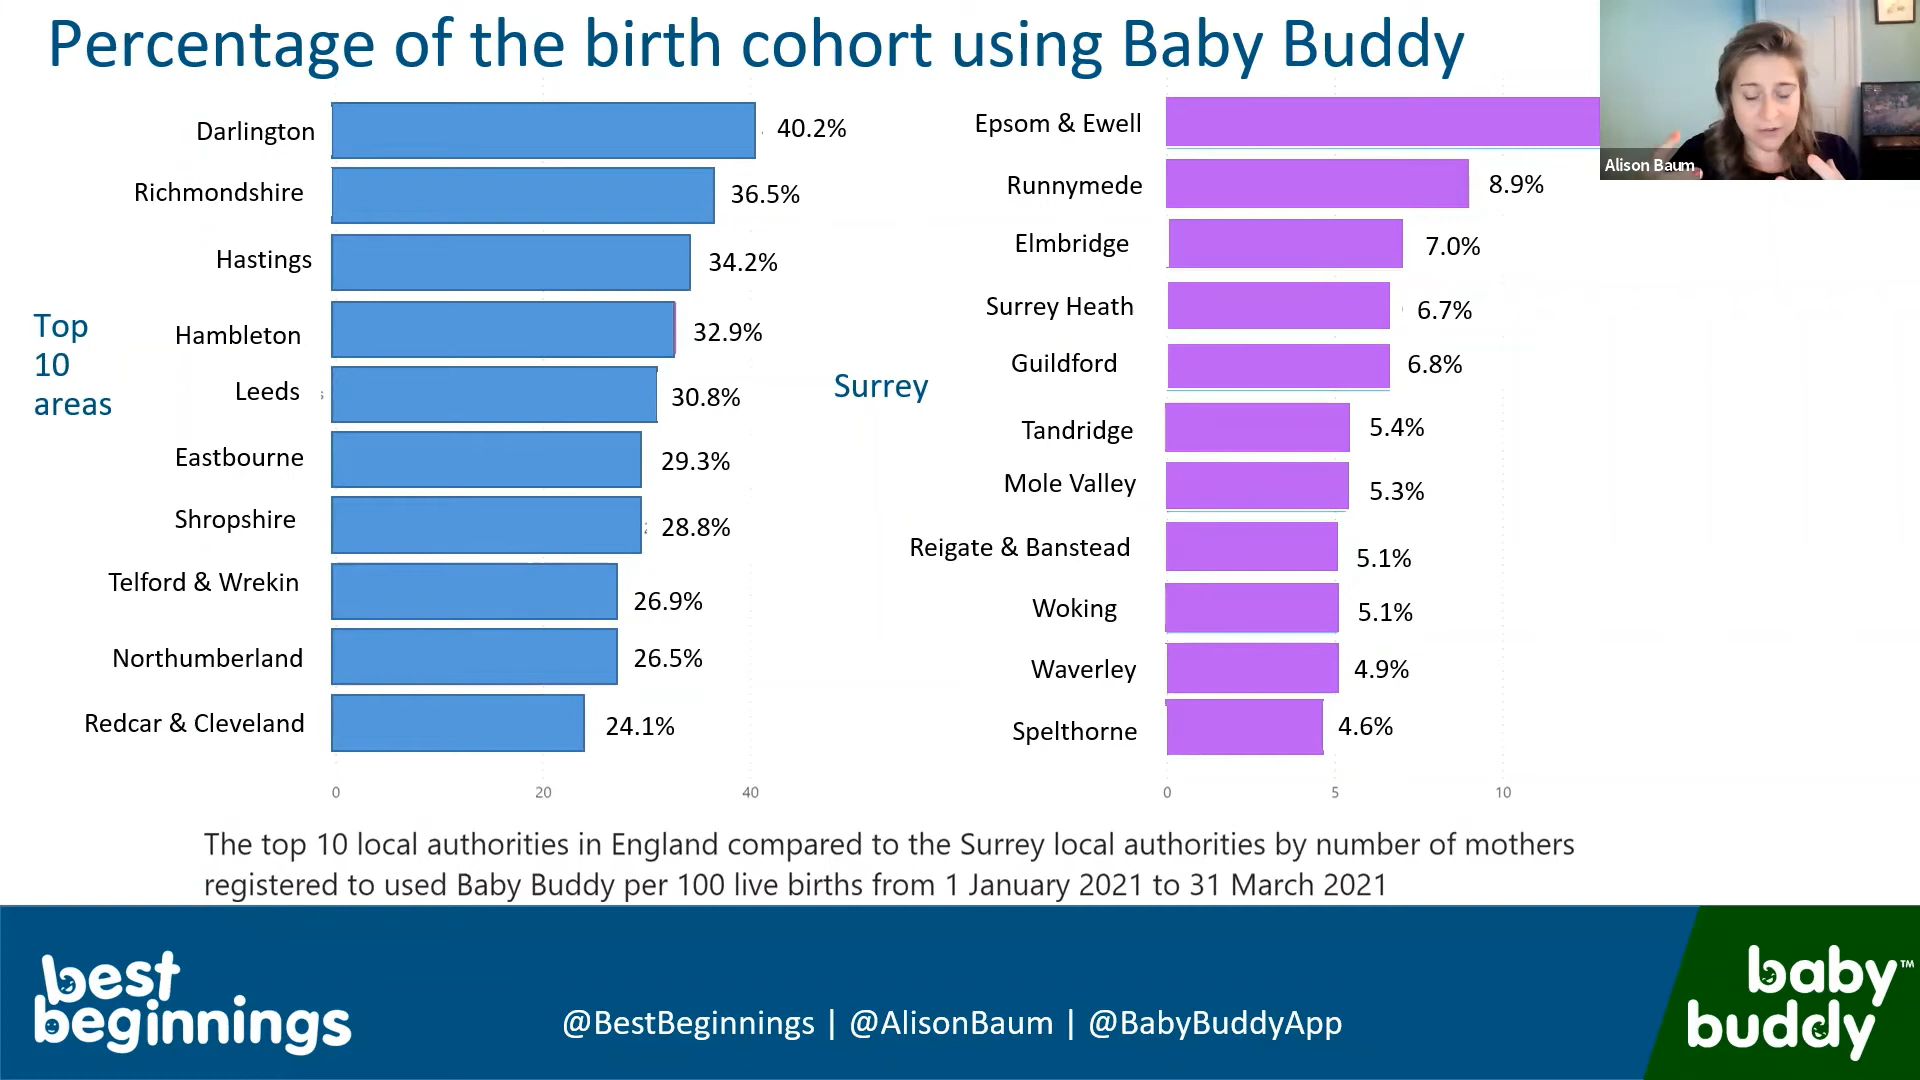 Percentage of the birth cohort using Baby Buddy
Alison Baum
Top
10
areas
Darlington 40.2%
Richmondshire 36.5%
Hastings 34.2%
Hambleton 32.9%
Leeds 30.8%
Eastbourne 29.3%
Shropshire 28.8%
Telford & Wrekin 26.9%
Northumberland 26.5%
Redcar & Cleveland 24.1%
0 20 40
Surrey
Epsom & Ewell
Runnymede 8.9%
Elmbridge 7.0%
Surrey Heath 6.7%
Guildford 6.8%
Tandridge 5.4%
Mole Valley 5.3%
Reigate & Banstead 5.1%
Woking 5.1%
Waverley 4.9%
Spelthorne 4.6%
0 5 10
The top 10 local authorities in England compared to the Surrey local authorities by number of mothers
registered to used Baby Buddy per 100 live births from 1 January 2021 to 31 March 2021
best
beginnings
@BestBeginnings | @AlisonBaum | @BabyBuddyApp
baby™
buddy